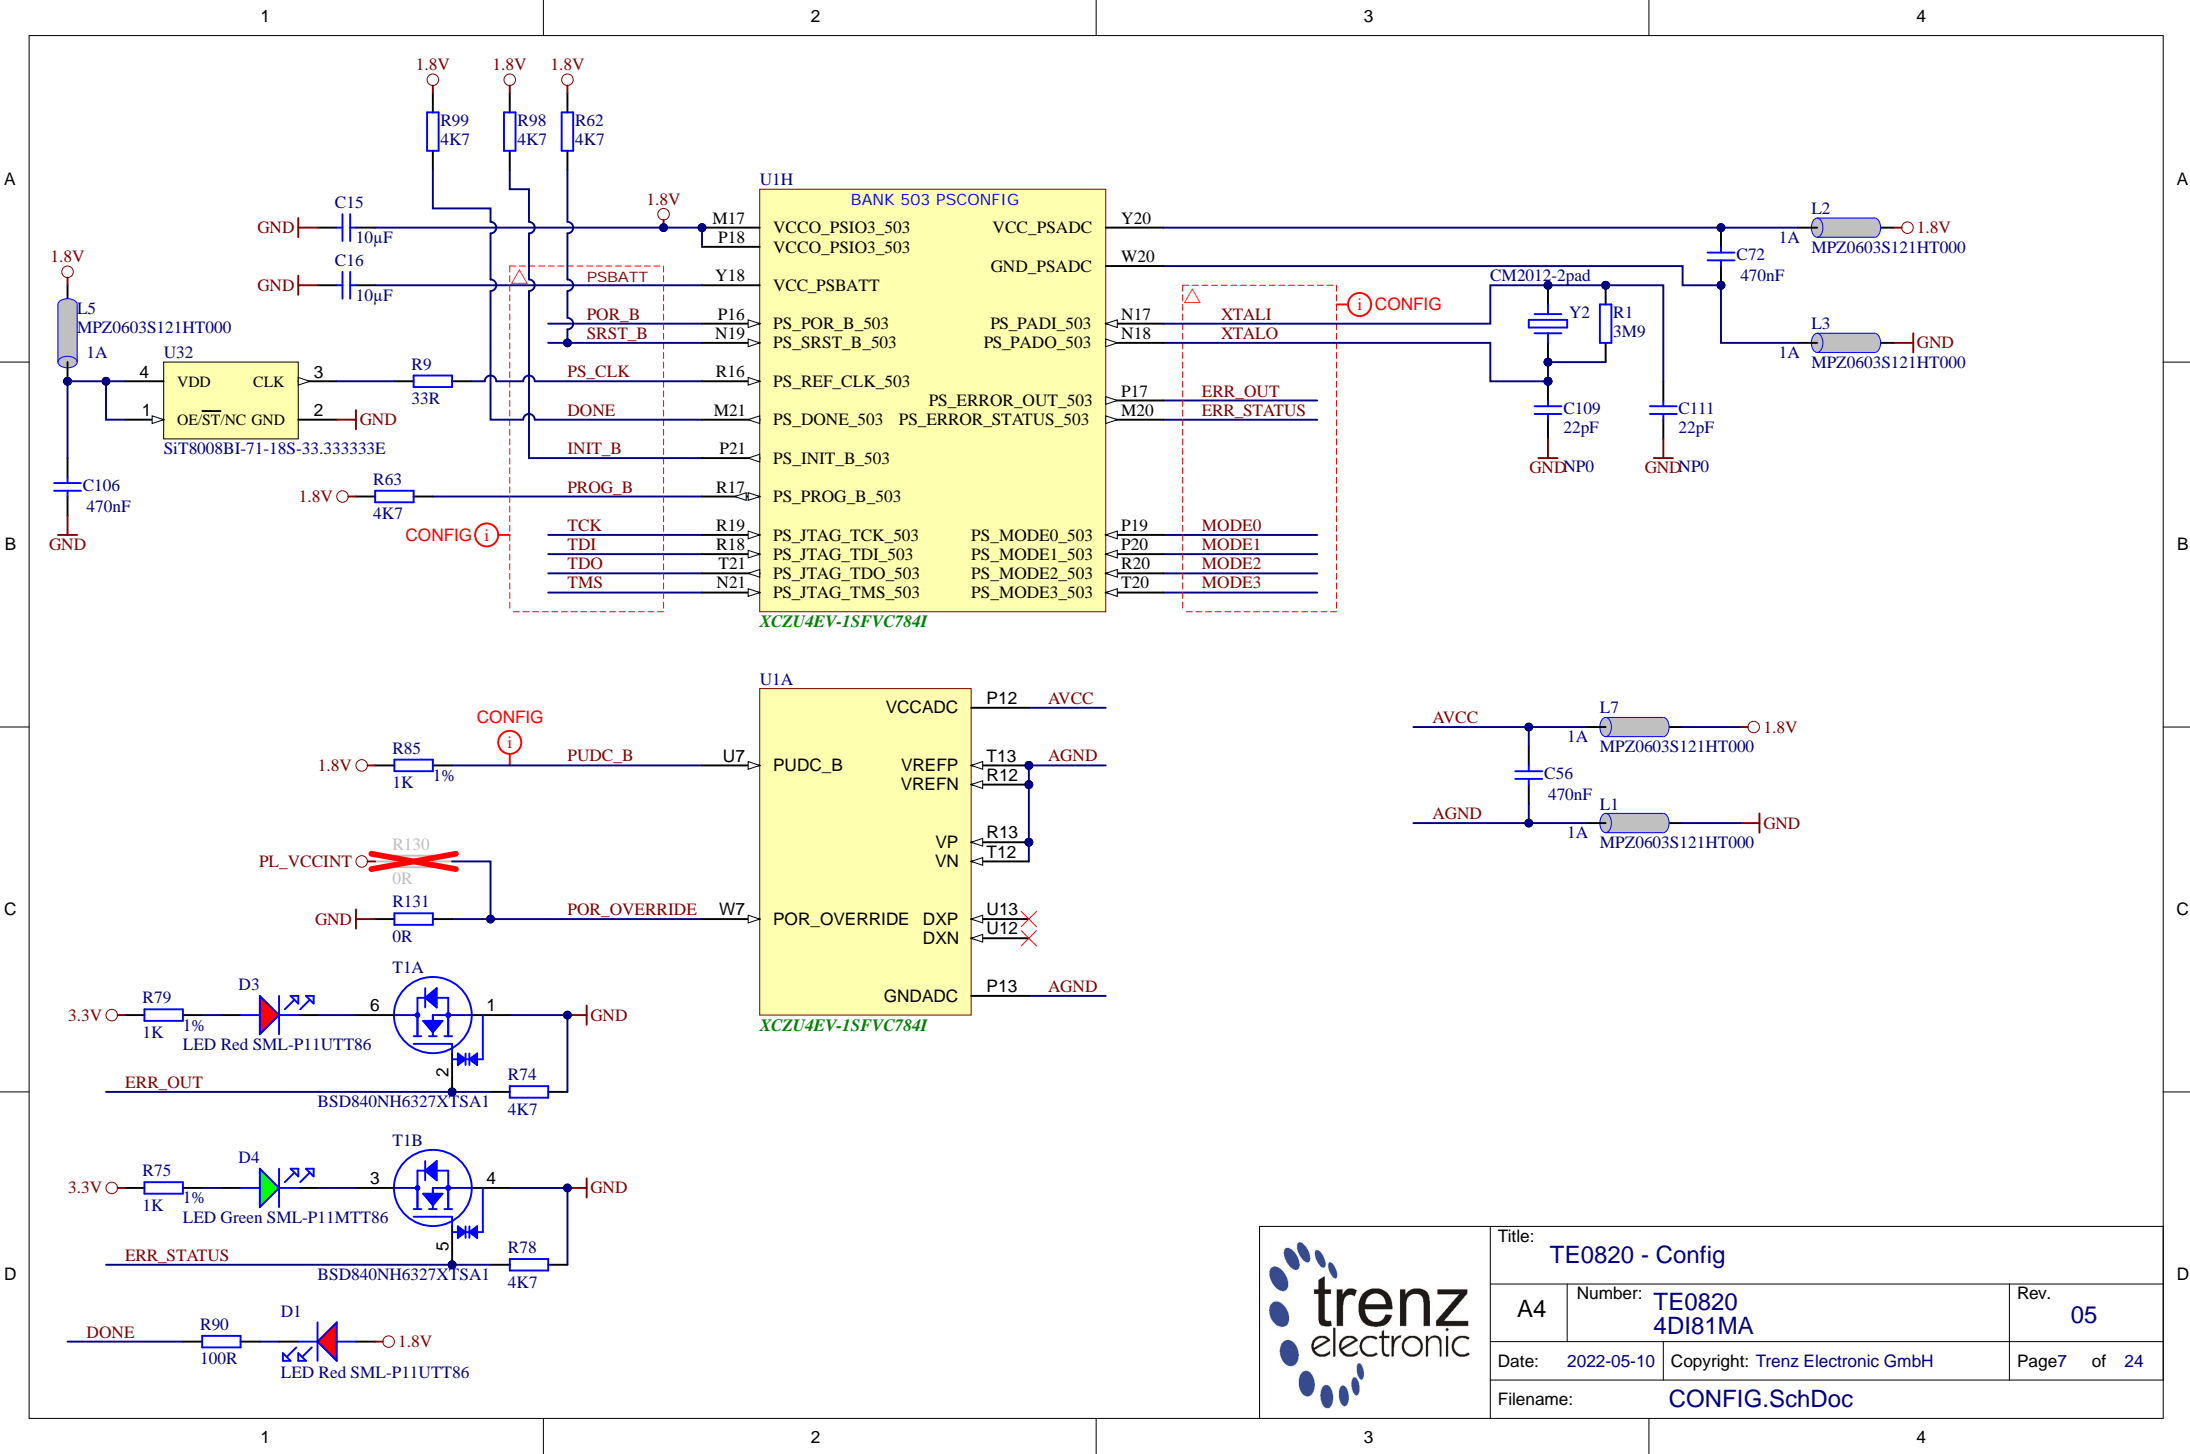 1 2 3 4
A A
B B
C C
D D
1.8V 1.8V 1.8V
R99 4K7
R98 4K7
R62 4K7
C15
GND 10µF
1.8V
C16
GND 10µF
1.8V
L5
MPZ0603S121HT000
1A
U32
4 VDD CLK 3
1 OE/ST/NC GND 2 GND
SiT8008BI-71-18S-33.333333E
C106
470nF
GND
R9
33R
1.8V R63
4K7
CONFIG i
PSBATT
POR_B
SRST_B
PS_CLK
DONE
INIT_B
PROG_B
TCK
TDI
TDO
TMS
U1H
BANK 503 PSCONFIG
M17 VCCO_PSIO3_503
P18 VCCO_PSIO3_503
Y18 VCC_PSBATT
P16 PS_POR_B_503
N19 PS_SRST_B_503
R16 PS_REF_CLK_503
M21 PS_DONE_503
P21 PS_INIT_B_503
R17 PS_PROG_B_503
R19 PS_JTAG_TCK_503
R18 PS_JTAG_TDI_503
T21 PS_JTAG_TDO_503
N21 PS_JTAG_TMS_503
VCC_PSADC Y20
GND_PSADC W20
PS_PADI_503 N17 XTALI
PS_PADO_503 N18 XTALO
PS_ERROR_OUT_503 P17 ERR_OUT
PS_ERROR_STATUS_503 M20 ERR_STATUS
PS_MODE0_503 P19 MODE0
PS_MODE1_503 P20 MODE1
PS_MODE2_503 R20 MODE2
PS_MODE3_503 T20 MODE3
XCZU4EV-1SFVC784I
i CONFIG
CM2012-2pad
Y2
R1
3M9
C109
22pF
GND NP0
C111
22pF
GND NP0
L2
1A 1.8V
MPZ0603S121HT000
C72
470nF
L3
1A GND
MPZ0603S121HT000
U1A
VCCADC P12 AVCC
CONFIG
i
1.8V R85 1K 1% PUDC_B U7 PUDC_B
VREFP T13 AGND
VREFN R12
VP R13
VN T12
PL_VCCINT R130 0R
GND R131 0R POR_OVERRIDE W7 POR_OVERRIDE
DXP U13
DXN U12
GNDADC P13 AGND
XCZU4EV-1SFVC784I
AVCC L7 1.8V
1A MPZ0603S121HT000
C56
470nF
AGND L1 GND
1A MPZ0603S121HT000
T1A
3.3V R79 1K 1% D3 6 1 GND
LED Red SML-P11UTT86
2
ERR_OUT
BSD840NH6327XTSA1
R74
4K7
T1B
3.3V R75 1K 1% D4 3 4 GND
LED Green SML-P11MTT86
5
ERR_STATUS
BSD840NH6327XTSA1
R78
4K7
DONE R90 100R D1 1.8V
LED Red SML-P11UTT86
trenz
electronic
Title:
TE0820 - Config
A4
Number: TE0820
4DI81MA
Rev.
05
Date: 2022-05-10 Copyright: Trenz Electronic GmbH Page7 of 24
Filename: CONFIG.SchDoc
1 2 3 4